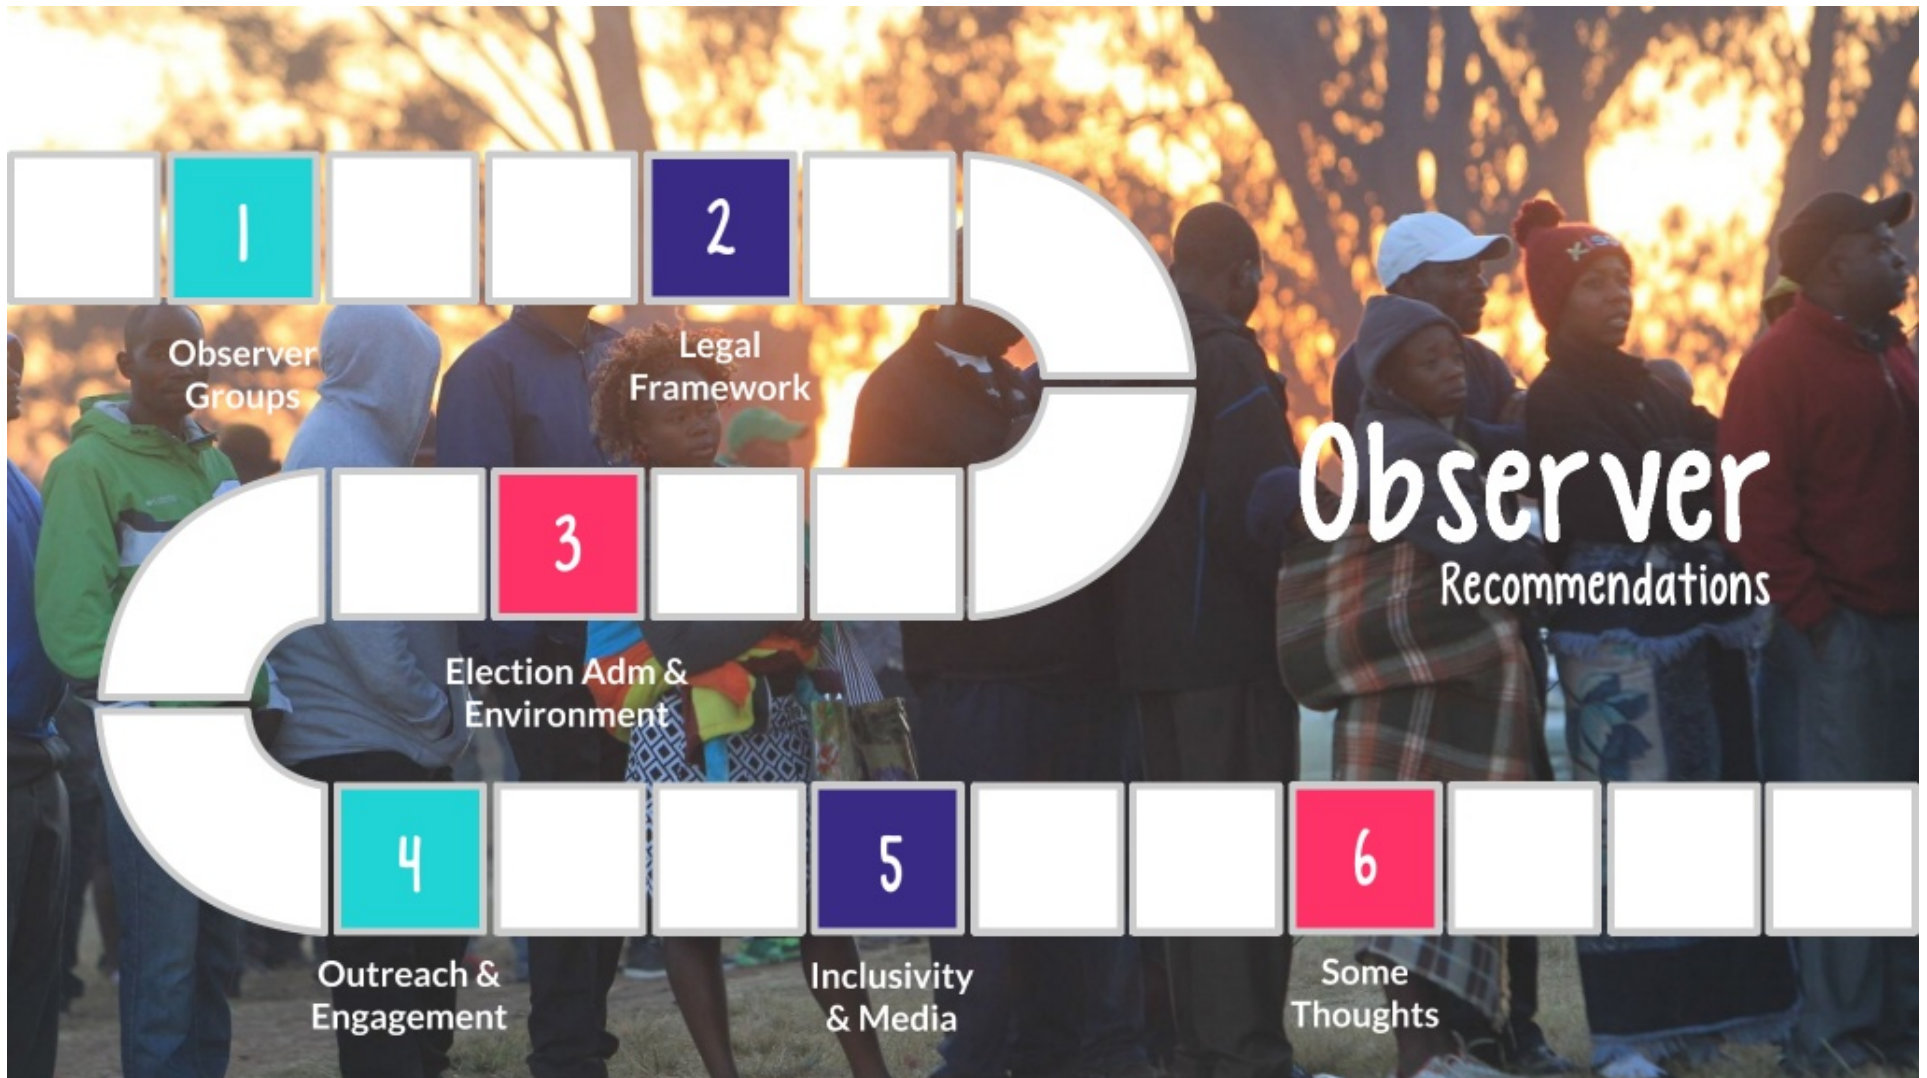 1
2
Observer
Groups
Legal
Framework
Observer
Recommendations
3
Election Adm &
Environment
4
5
6
Outreach &
Engagement
Inclusivity
& Media
Some
Thoughts